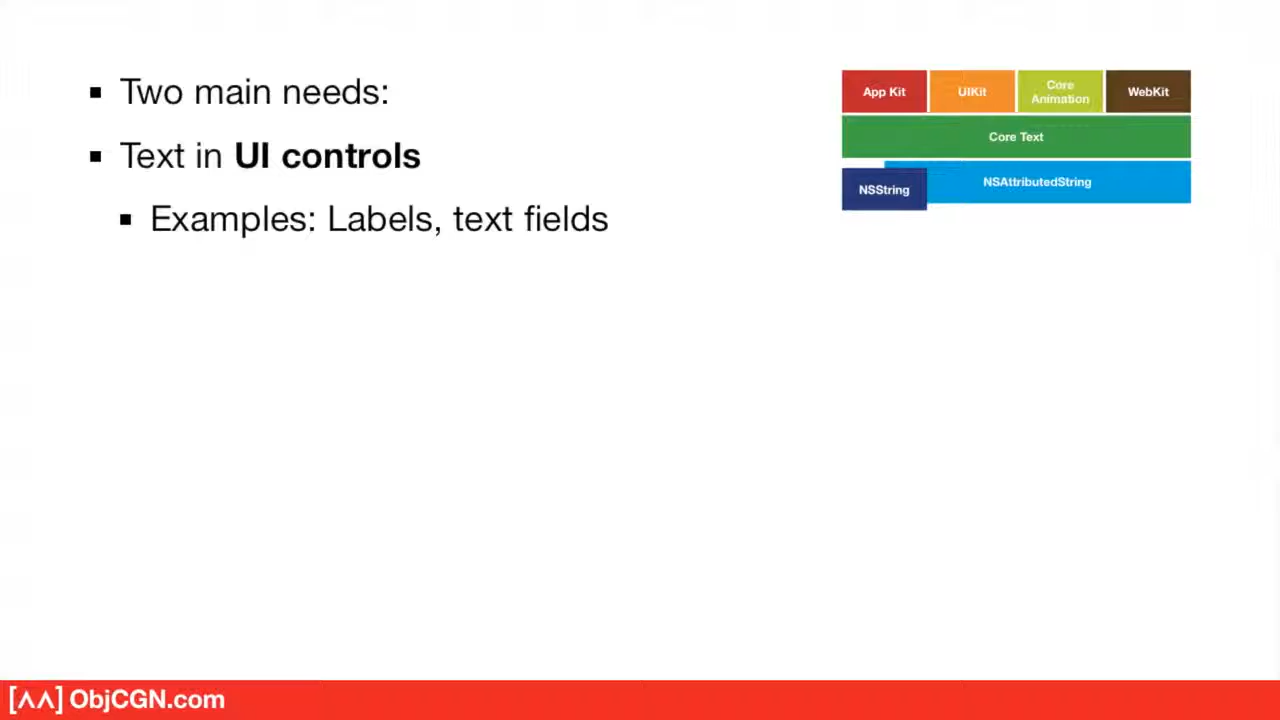 Two main needs:
Text in UI controls
Examples: Labels, text fields
App Kit
UIKit
Core
Animation
WebKit
Core Text
NSString
NSAttributedString
[ΛΛ] ObjCGN.com